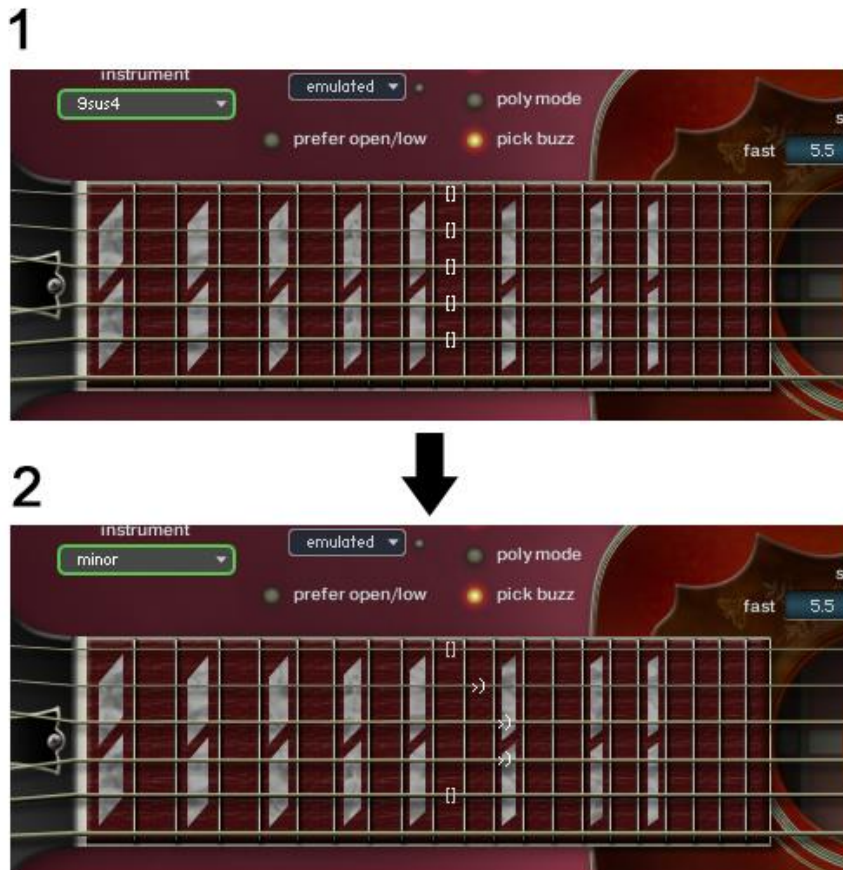 1
instrument
9sus4
emulated
poly mode
prefer open/low
pick buzz
s
fast
5.5
[]
[]
[]
[]
[]
2
instrument
minor
emulated
poly mode
prefer open/low
pick buzz
s
fast
5.5
[]
>)
>)
>)
[]